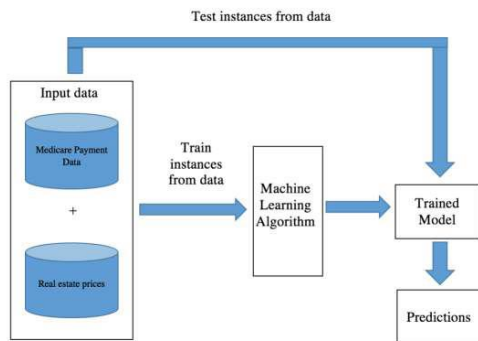 Test instances from data
Input data
Medicare Payment
Data
+
Real estate prices
Train
instances
from data
Machine
Learning
Algorithm
Trained
Model
Predictions